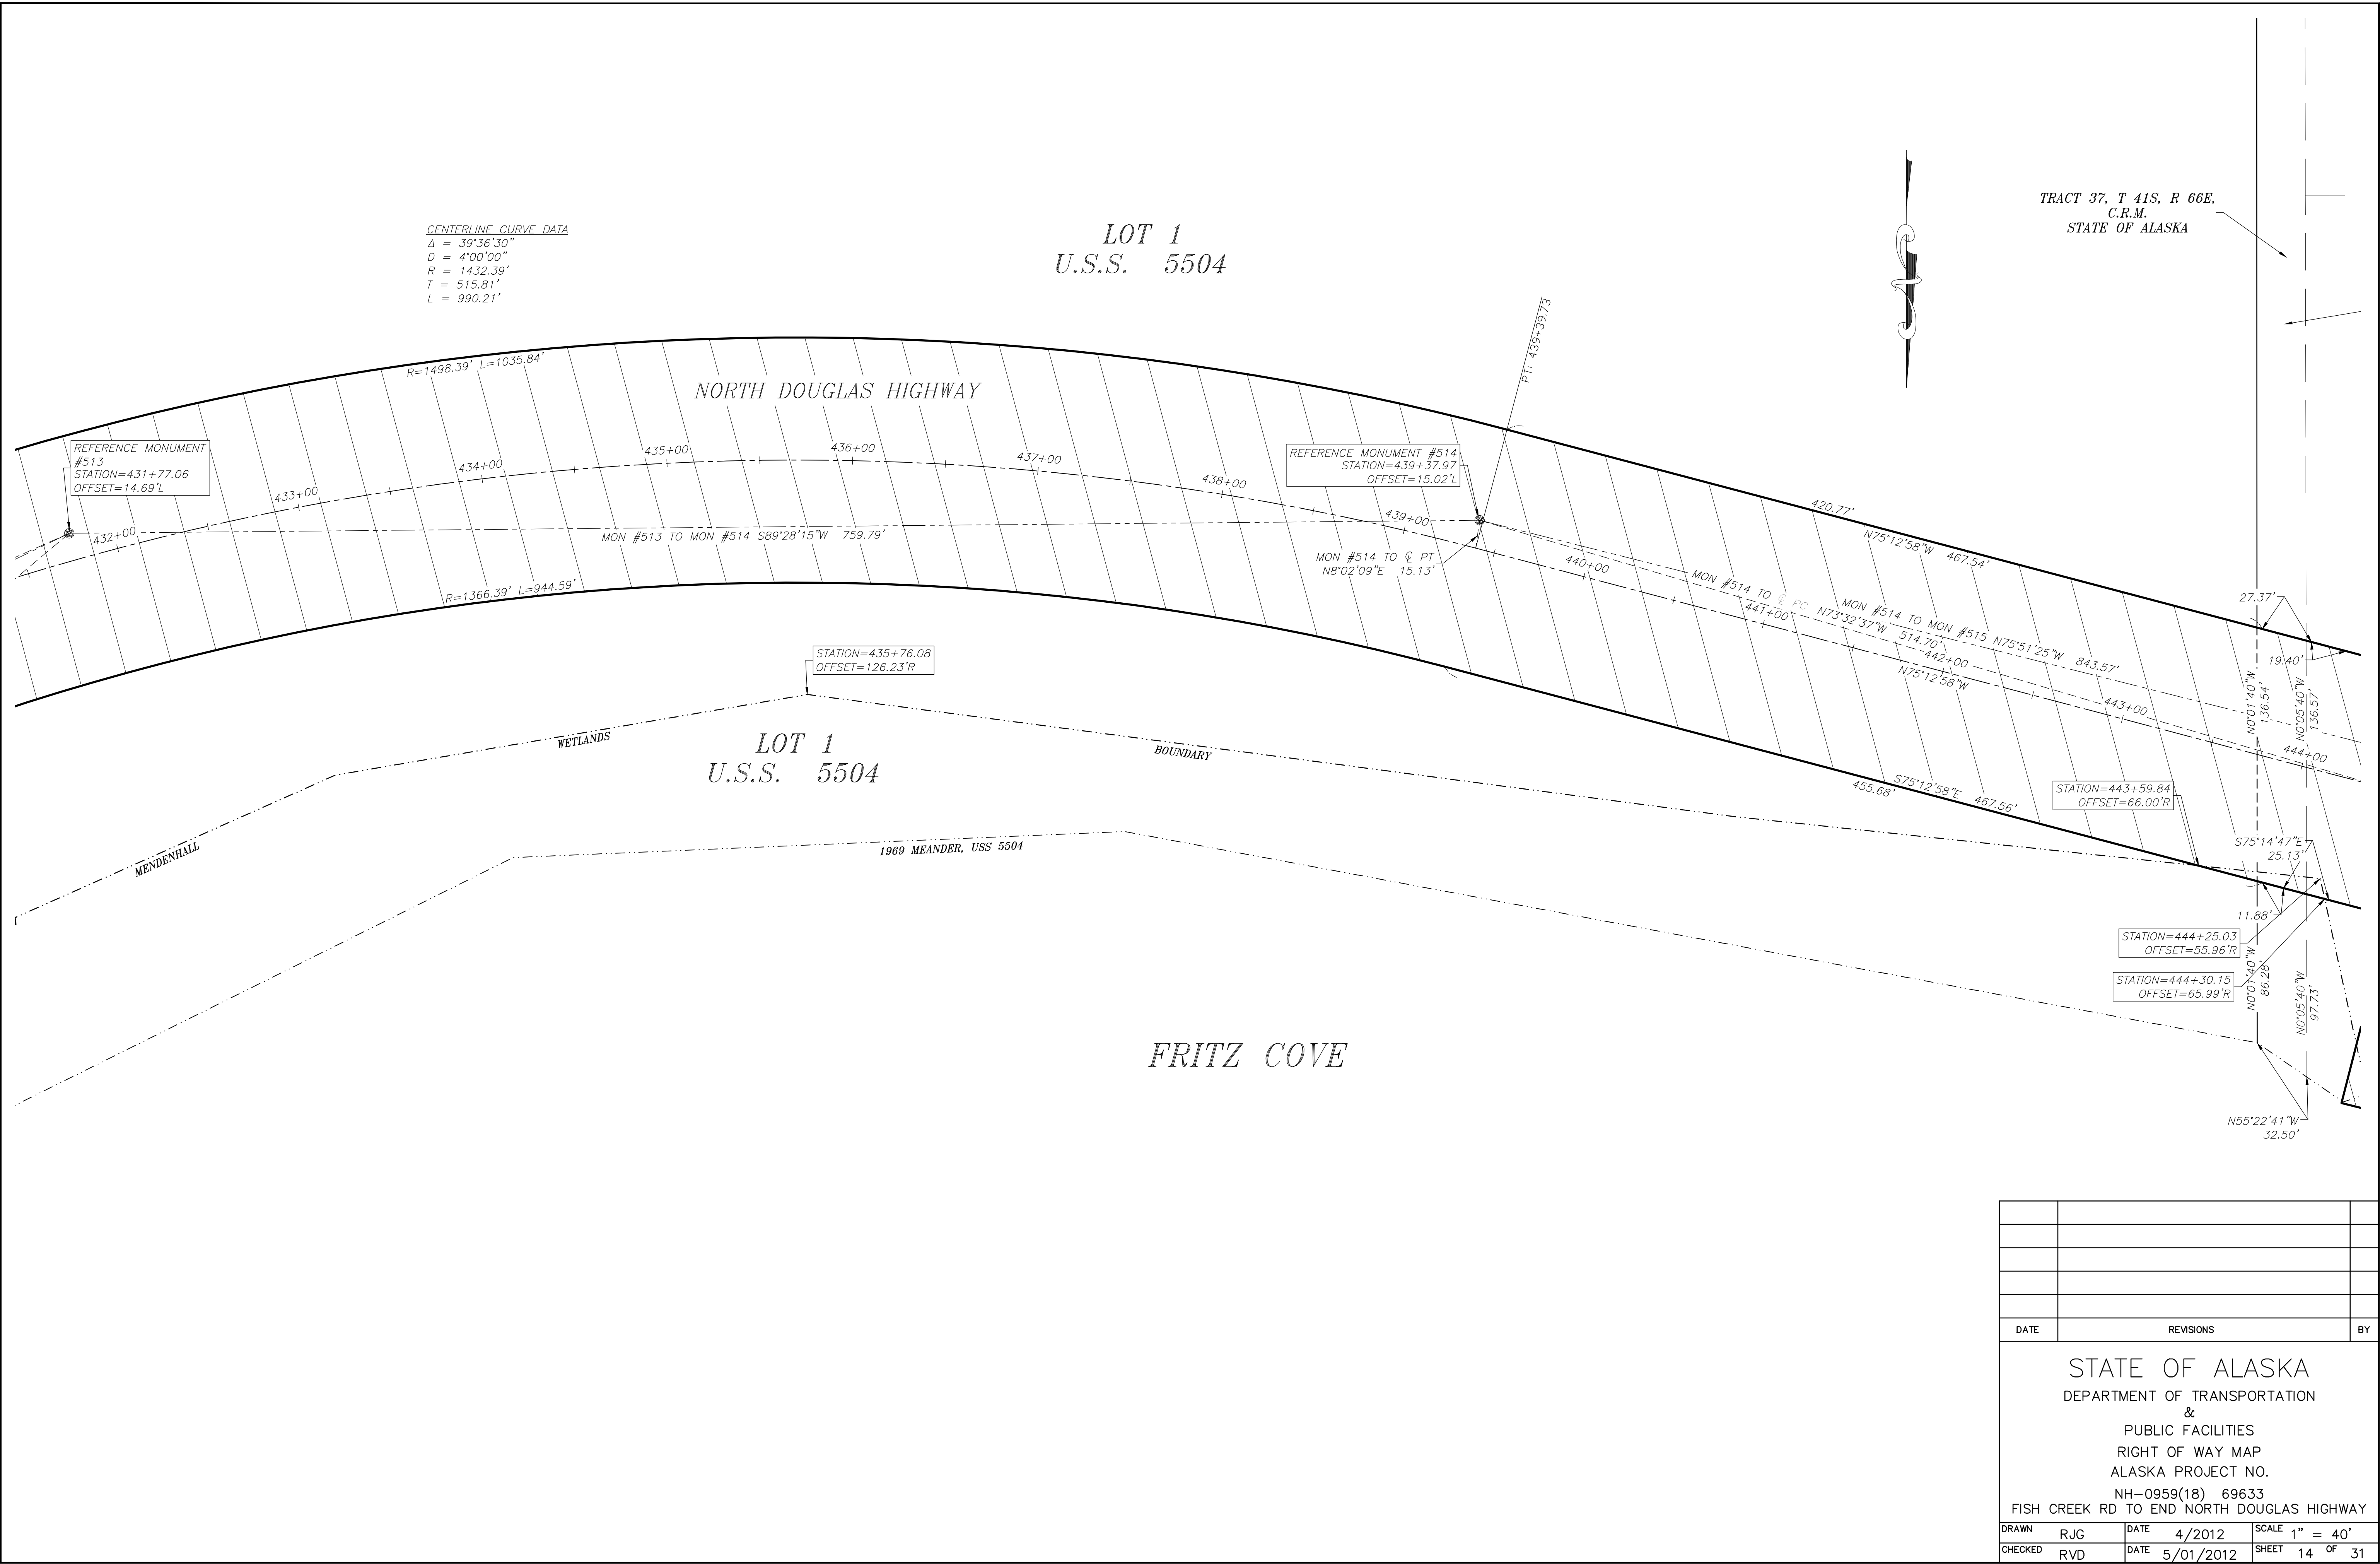 CENTERLINE CURVE DATA
Δ = 39°36'30"
D = 4°00'00"
R = 1432.39'
T = 515.81'
L = 990.21'
LOT 1
U.S.S. 5504
TRACT 37, T 41S, R 66E,
C.R.M.
STATE OF ALASKA
PT: 439+39.73
R=1498.39' L=1035.84'
NORTH DOUGLAS HIGHWAY
REFERENCE MONUMENT
#513
STATION=431+77.06
OFFSET=14.69'L
432+00
433+00
434+00
435+00
436+00
437+00
438+00
439+00
440+00
441+00
442+00
443+00
444+00
REFERENCE MONUMENT #514
STATION=439+37.97
OFFSET=15.02'L
MON #513 TO MON #514 S89°28'15"W 759.79'
MON #514 TO ℄ PT
N8°02'09"E 15.13'
420.77'
N75°12'58"W 467.54'
MON #514 TO ℄ PC N73°32'37"W 514.70'
MON #514 TO MON #515 N75°51'25"W 843.57'
N75°12'58"W
R=1366.39' L=944.59'
27.37'
19.40'
N0°01'40"W
136.54'
N0°05'40"W
136.57'
STATION=435+76.08
OFFSET=126.23'R
LOT 1
U.S.S. 5504
MENDENHALL
WETLANDS
BOUNDARY
1969 MEANDER, USS 5504
455.68'
S75°12'58"E 467.56'
STATION=443+59.84
OFFSET=66.00'R
S75°14'47"E
25.13'
11.88'
STATION=444+25.03
OFFSET=55.96'R
STATION=444+30.15
OFFSET=65.99'R
N0°01'40"W
86.28'
N0°05'40"W
97.73'
FRITZ COVE
N55°22'41"W
32.50'
DATE REVISIONS BY
STATE OF ALASKA
DEPARTMENT OF TRANSPORTATION
&
PUBLIC FACILITIES
RIGHT OF WAY MAP
ALASKA PROJECT NO.
NH-0959(18) 69633
FISH CREEK RD TO END NORTH DOUGLAS HIGHWAY
DRAWN RJG DATE 4/2012 SCALE 1" = 40'
CHECKED RVD DATE 5/01/2012 SHEET 14 OF 31